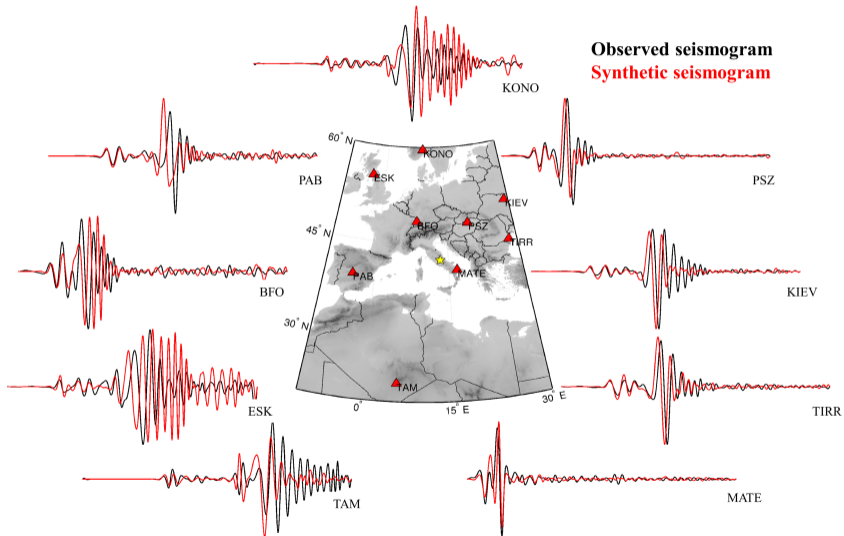 Observed seismogram
Synthetic seismogram
KONO
PAB
PSZ
60° N
KONO
ESK
KIEV
BFO
PSZ
TIRR
45° N
PAB
MATE
BFO
KIEV
30° N
TAM
0°
15° E
30° E
ESK
TIRR
TAM
MATE